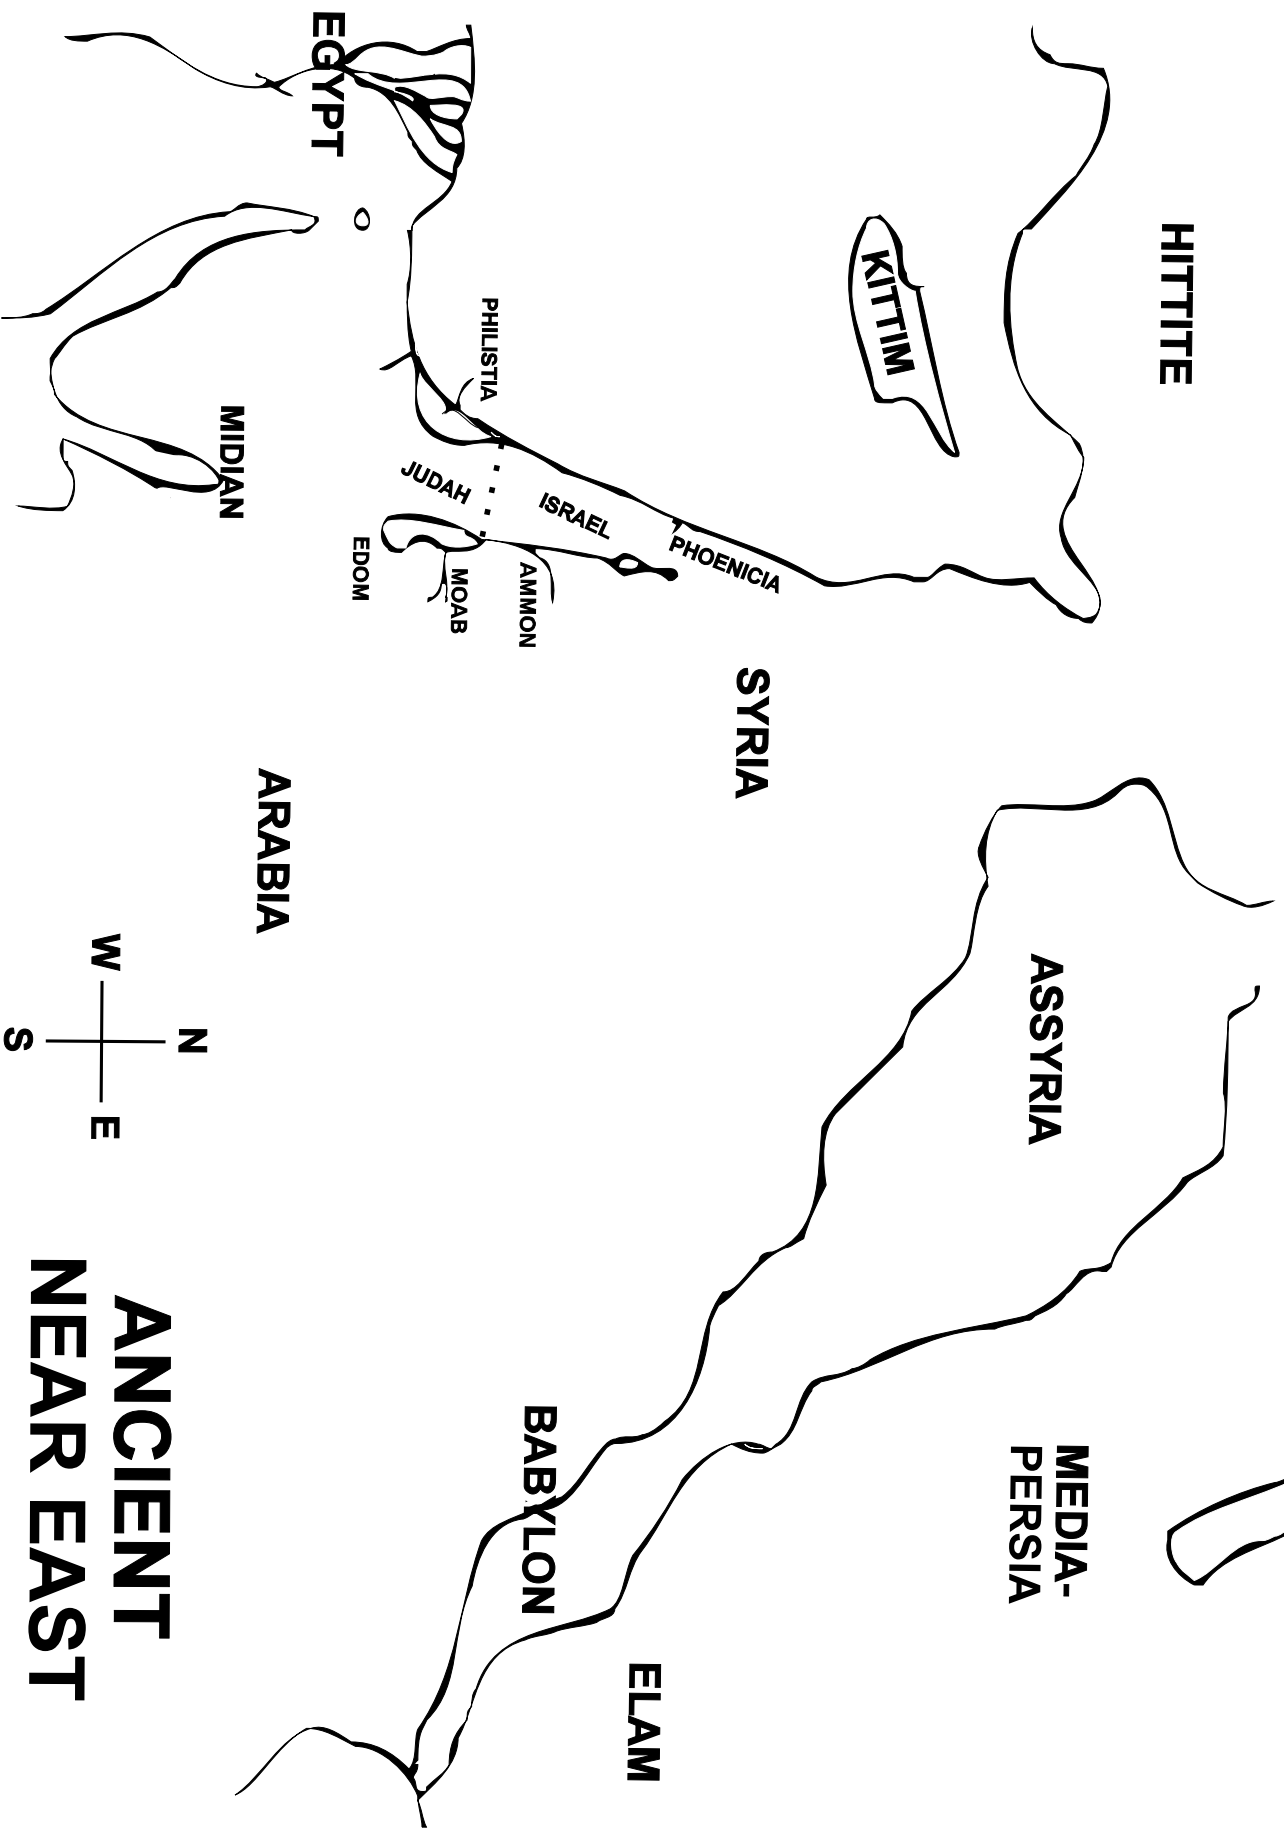 HITTITE
KITTIM
ASSYRIA
MEDIA-
PERSIA
SYRIA
PHOENICIA
ELAM
ISRAEL
BABYLON
AMMON
PHILISTIA
JUDAH
MOAB
EDOM
EGYPT
ARABIA
MIDIAN
N
W
E
S
ANCIENT
NEAR EAST